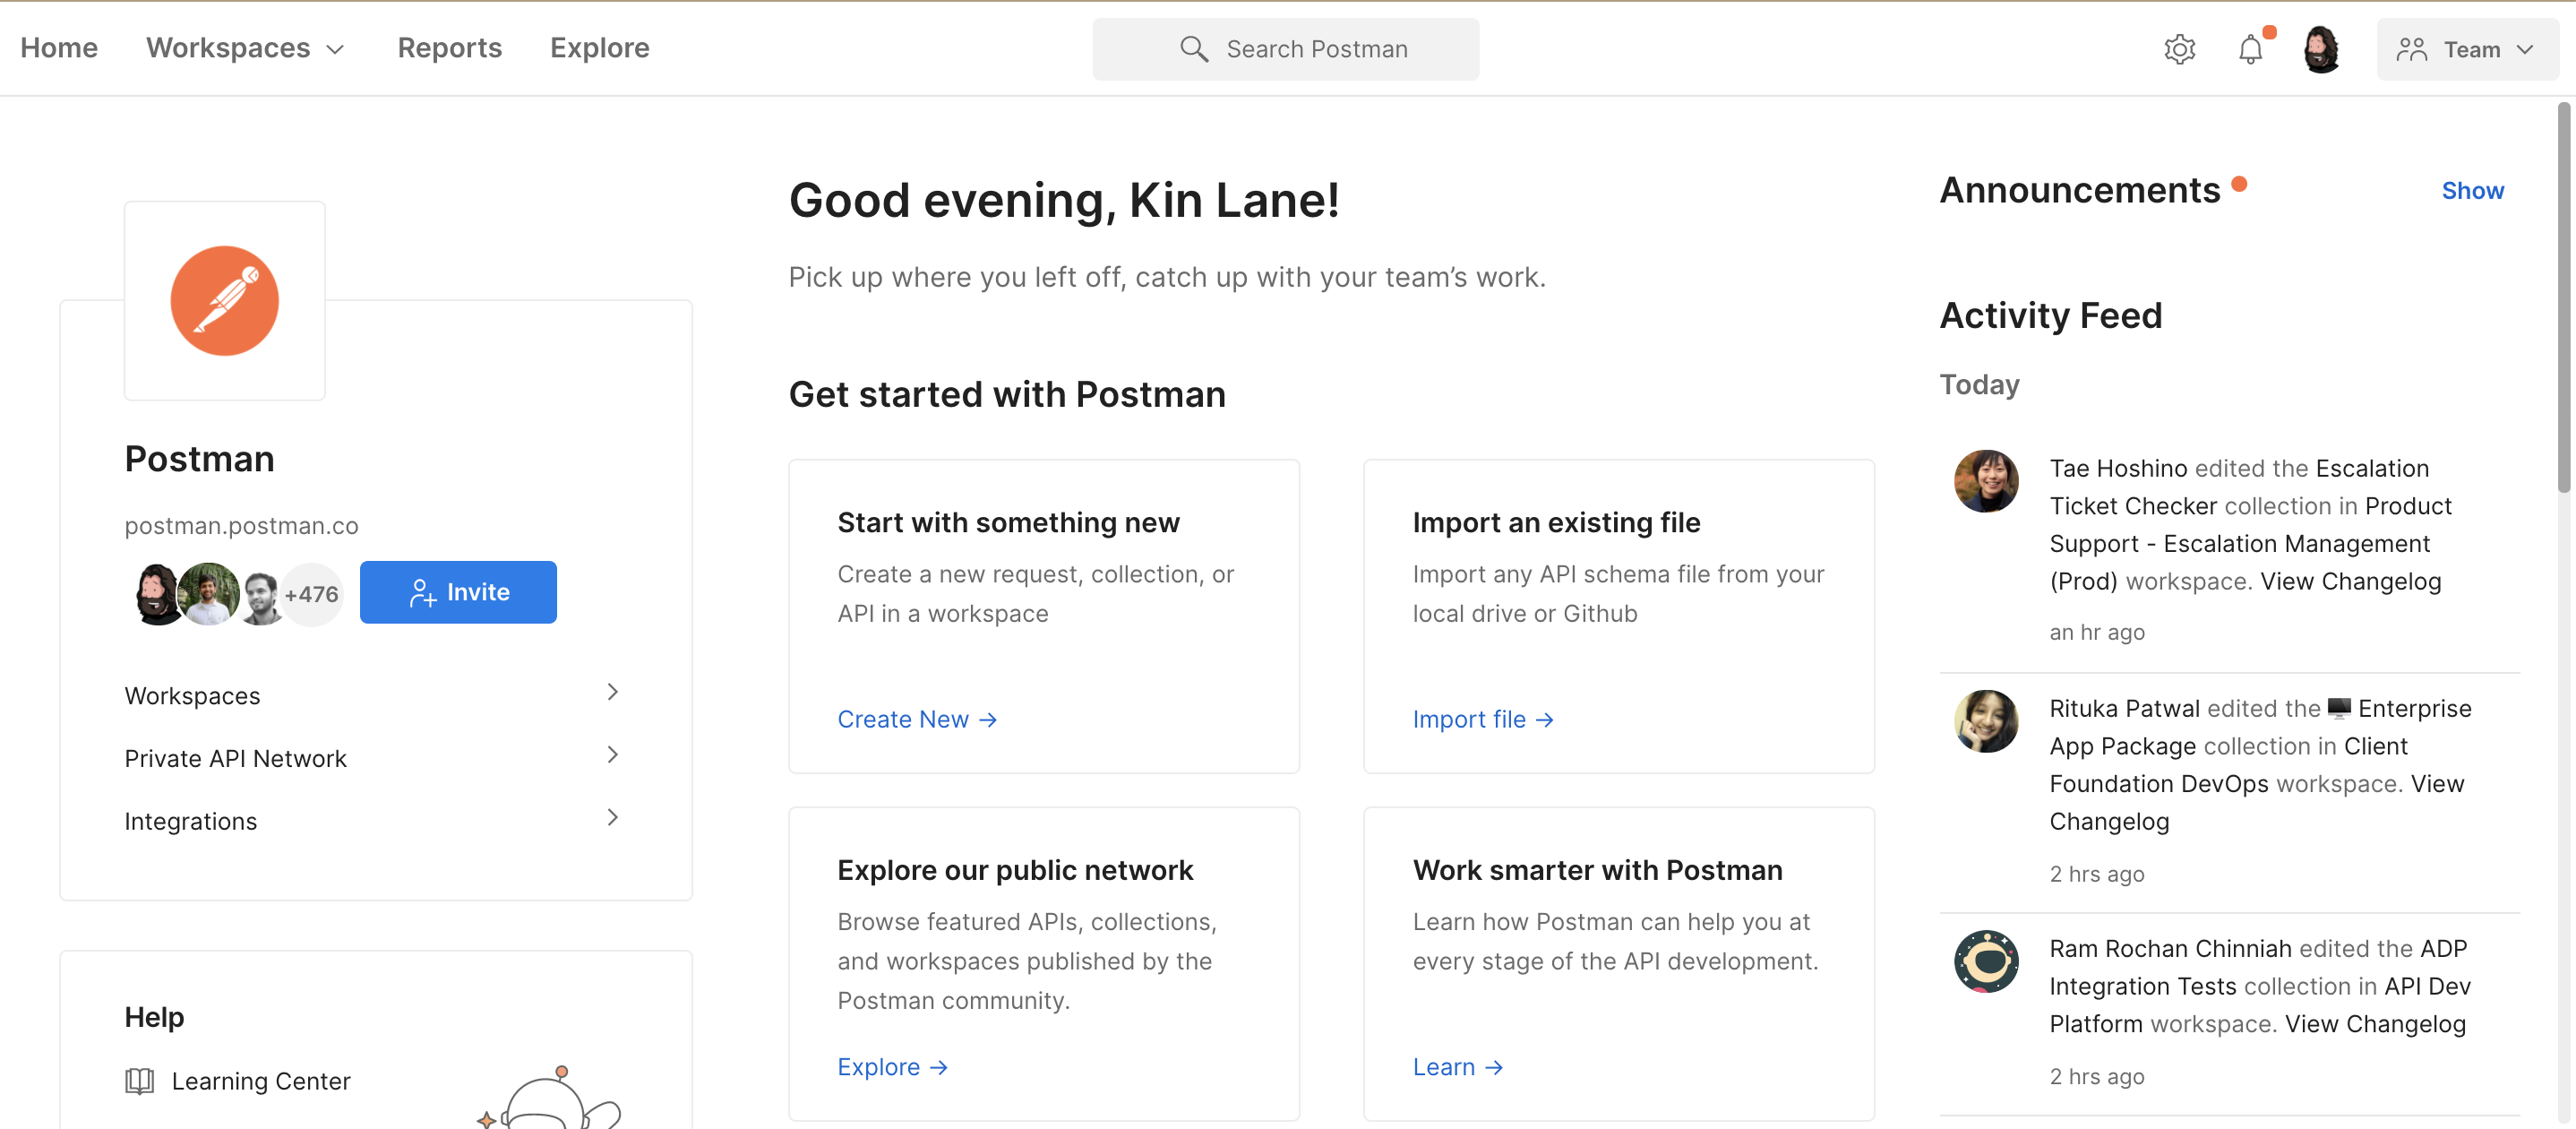 Home Workspaces Reports Explore
Search Postman
Team
Postman
postman.postman.co
+476
Invite
Workspaces
Private API Network
Integrations
Help
Learning Center
Good evening, Kin Lane!
Pick up where you left off, catch up with your team’s work.
Get started with Postman
Start with something new
Create a new request, collection, or
API in a workspace
Create New →
Import an existing file
Import any API schema file from your
local drive or Github
Import file →
Explore our public network
Browse featured APIs, collections,
and workspaces published by the
Postman community.
Explore →
Work smarter with Postman
Learn how Postman can help you at
every stage of the API development.
Learn →
Announcements
Show
Activity Feed
Today
Tae Hoshino edited the Escalation
Ticket Checker collection in Product
Support - Escalation Management
(Prod) workspace. View Changelog
an hr ago
Rituka Patwal edited the 🖥️ Enterprise
App Package collection in Client
Foundation DevOps workspace. View
Changelog
2 hrs ago
Ram Rochan Chinniah edited the ADP
Integration Tests collection in API Dev
Platform workspace. View Changelog
2 hrs ago